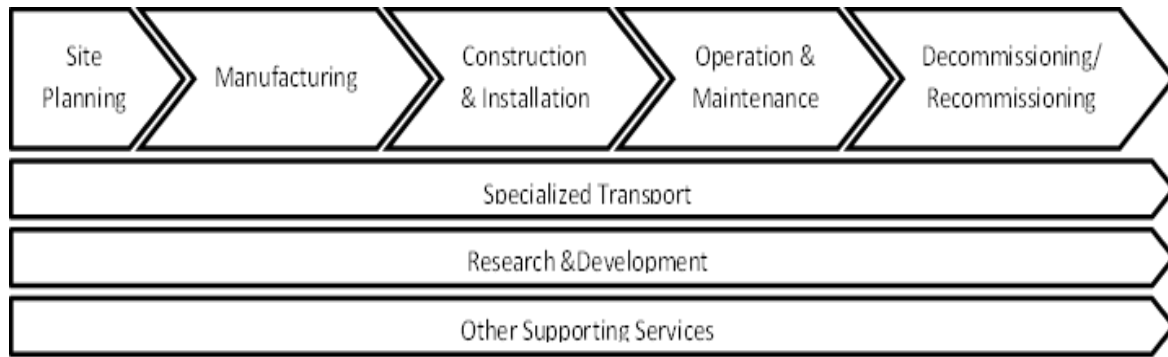 Site
Planning
Manufacturing
Construction
& Installation
Operation &
Maintenance
Decommissioning/
Recommissioning
Specialized Transport
Research &Development
Other Supporting Services